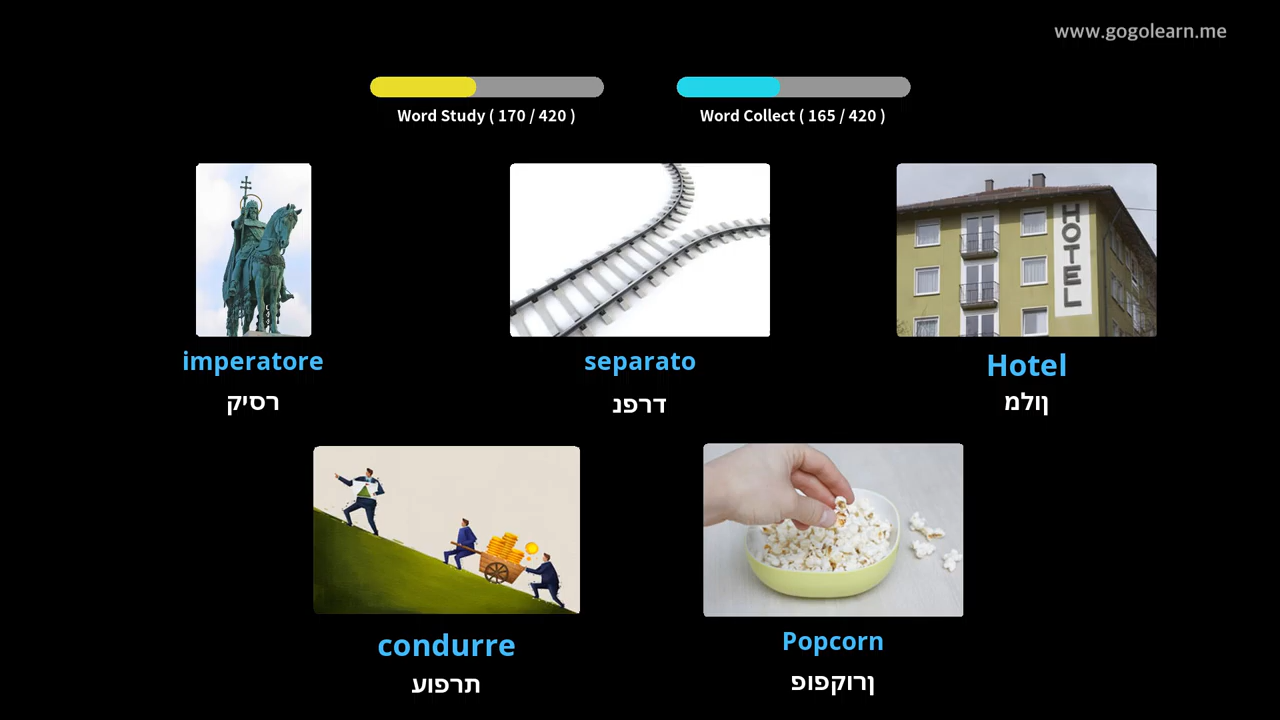 www.gogolearn.me
Word Study ( 170 / 420 )
Word Collect ( 165 / 420 )
imperatore
רסיק
separato
דרפנ
Hotel
ןולמ
condurre
תרפוע
Popcorn
ןרוקפופ
HOTEL